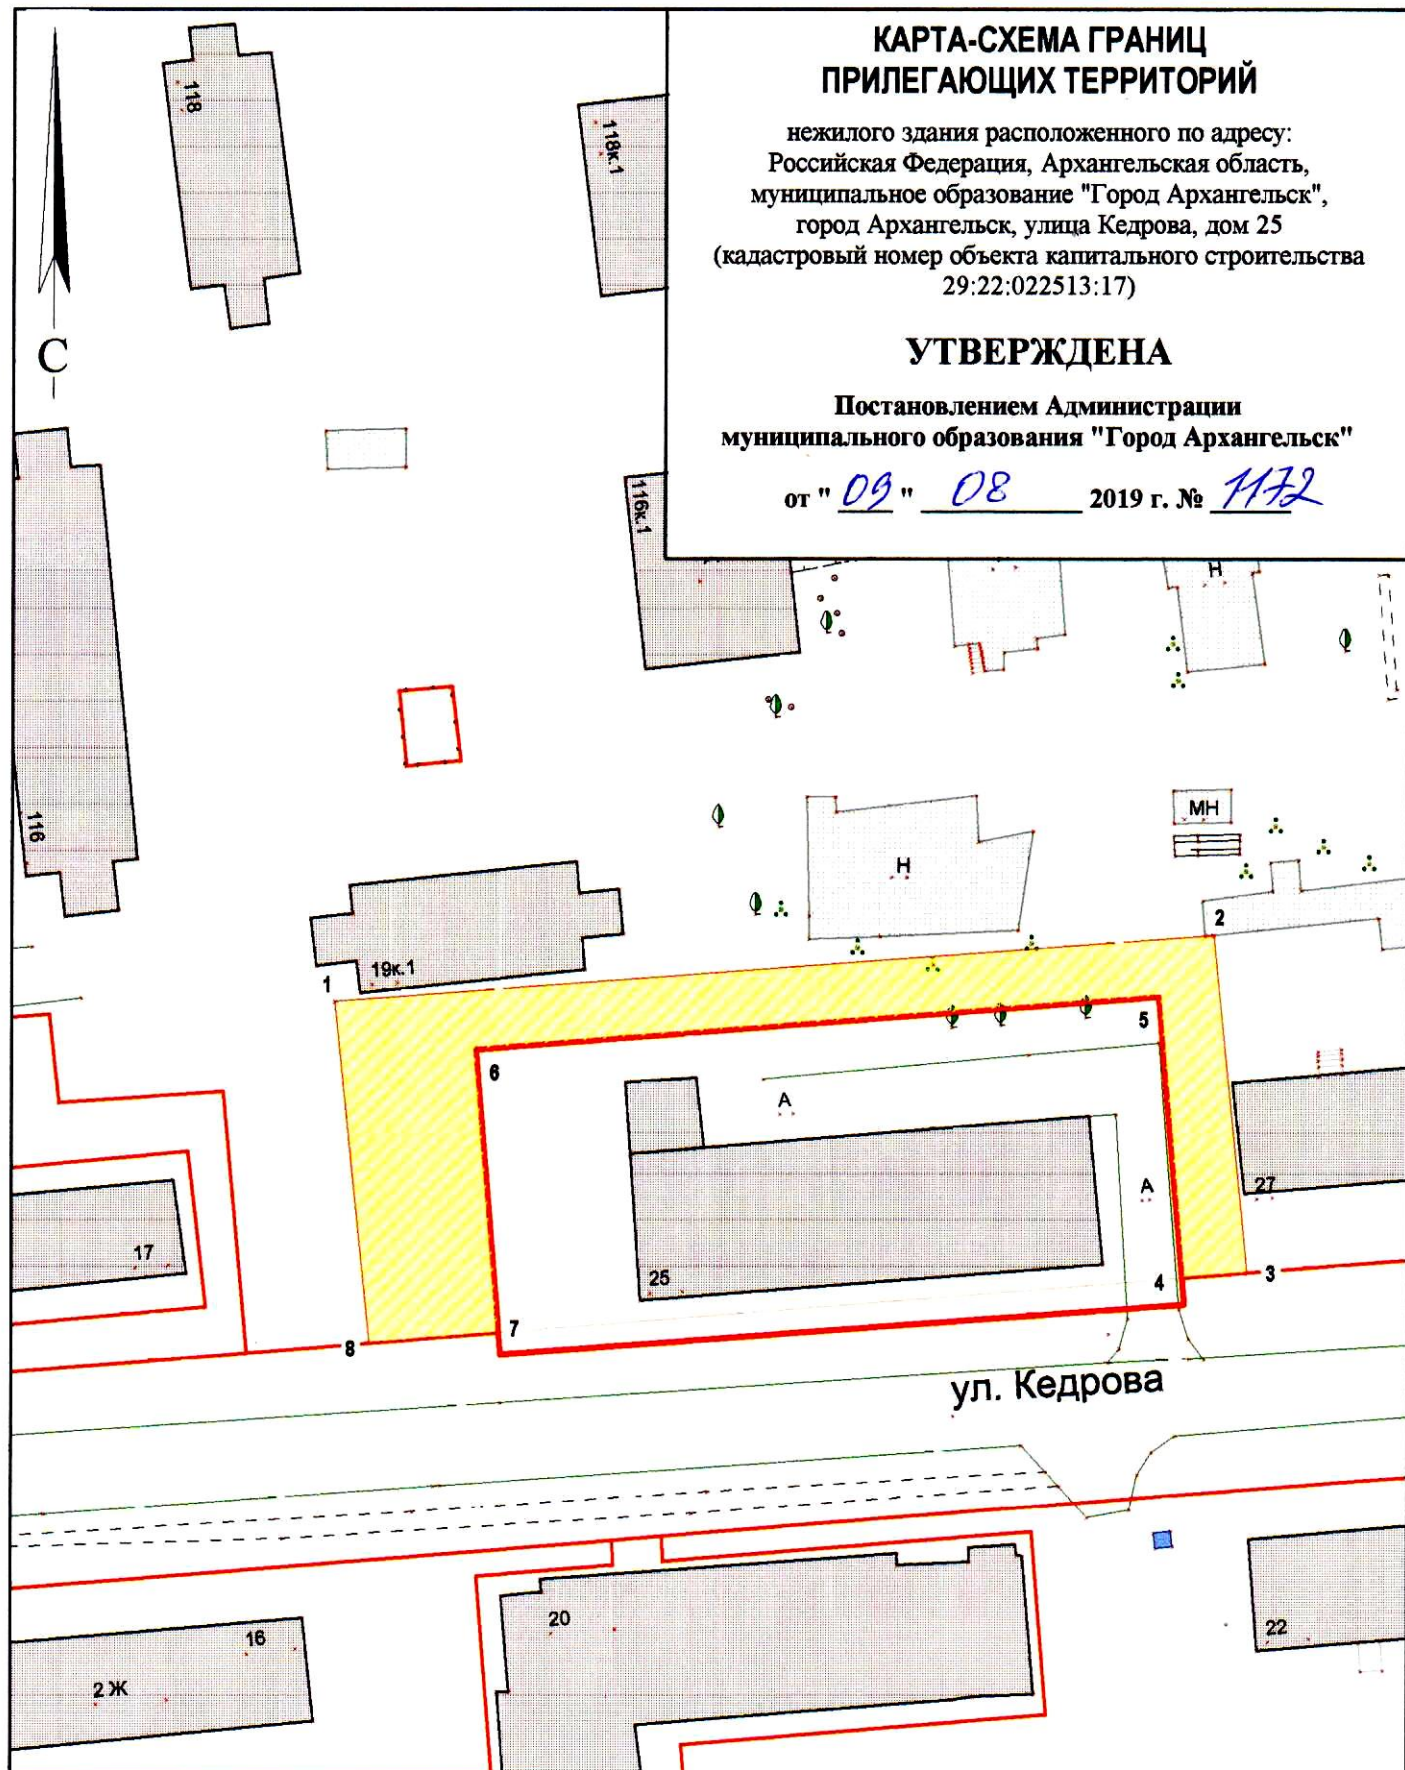 КАРТА-СХЕМА ГРАНИЦ
ПРИЛЕГАЮЩИХ ТЕРРИТОРИЙ
нежилого здания расположенного по адресу:
Российская Федерация, Архангельская область,
муниципальное образование "Город Архангельск",
город Архангельск, улица Кедрова, дом 25
(кадастровый номер объекта капитального строительства
29:22:022513:17)
УТВЕРЖДЕНА
Постановлением Администрации
муниципального образования "Город Архангельск"
от "09" 08 2019 г. № 1172
118
118к.1
С
116к.1
Н
116
МН
Н
2
19к.1
1
5
6
А
А
27
17
25
4
3
7
8
ул. Кедрова
20
16
22
2 Ж